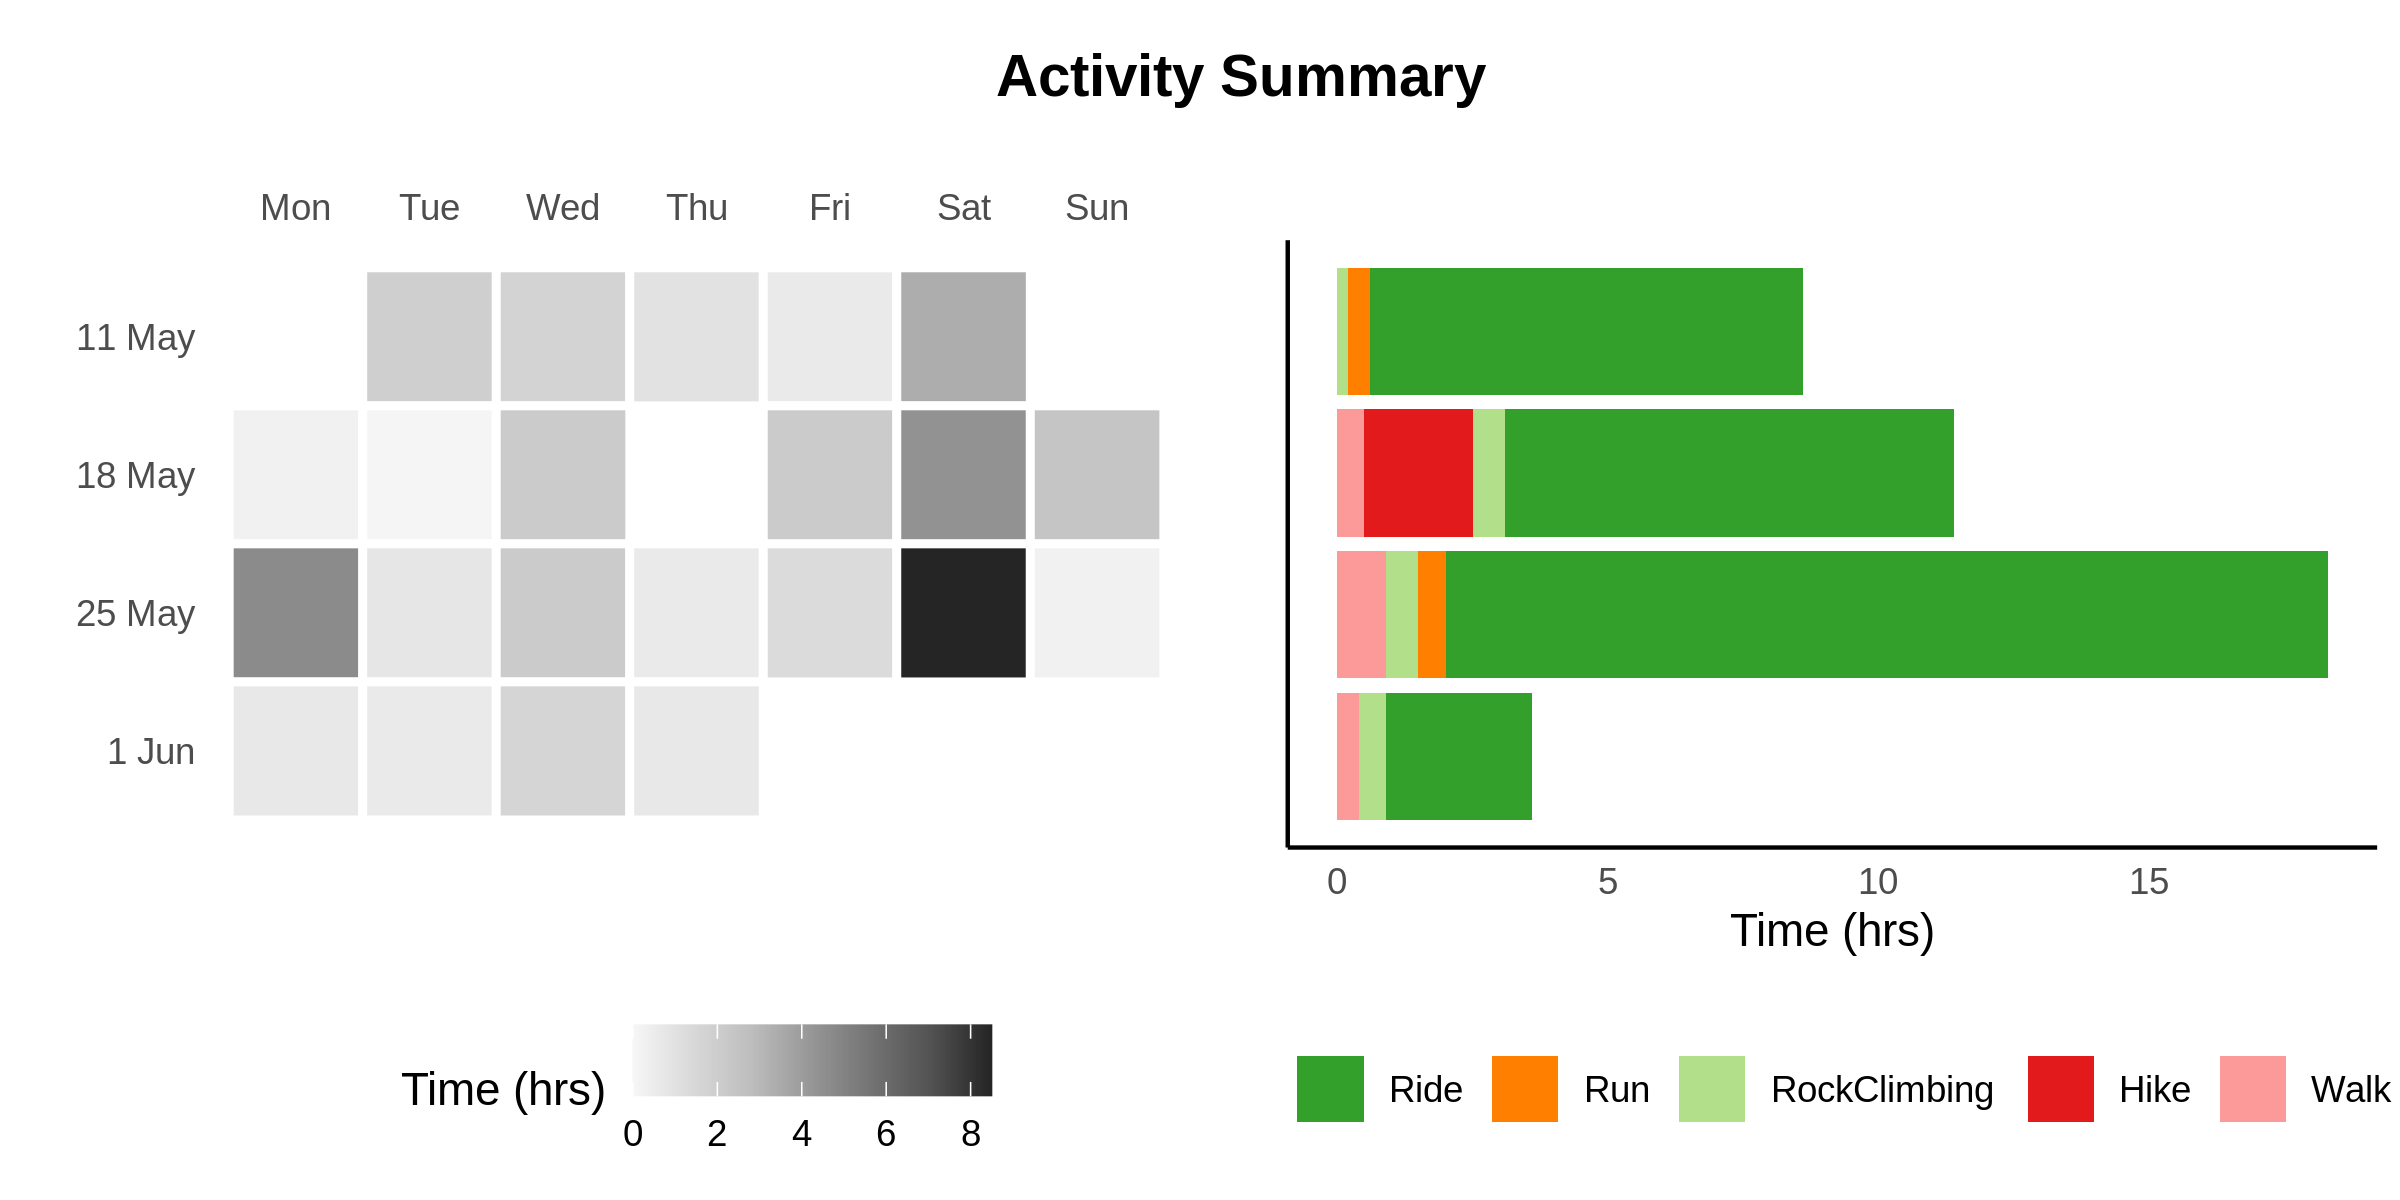 Activity Summary
Mon Tue Wed Thu Fri Sat Sun
11 May
18 May
25 May
1 Jun
0 5 10 15
Time (hrs)
Time (hrs)
0 2 4 6 8
Ride Run RockClimbing Hike Walk